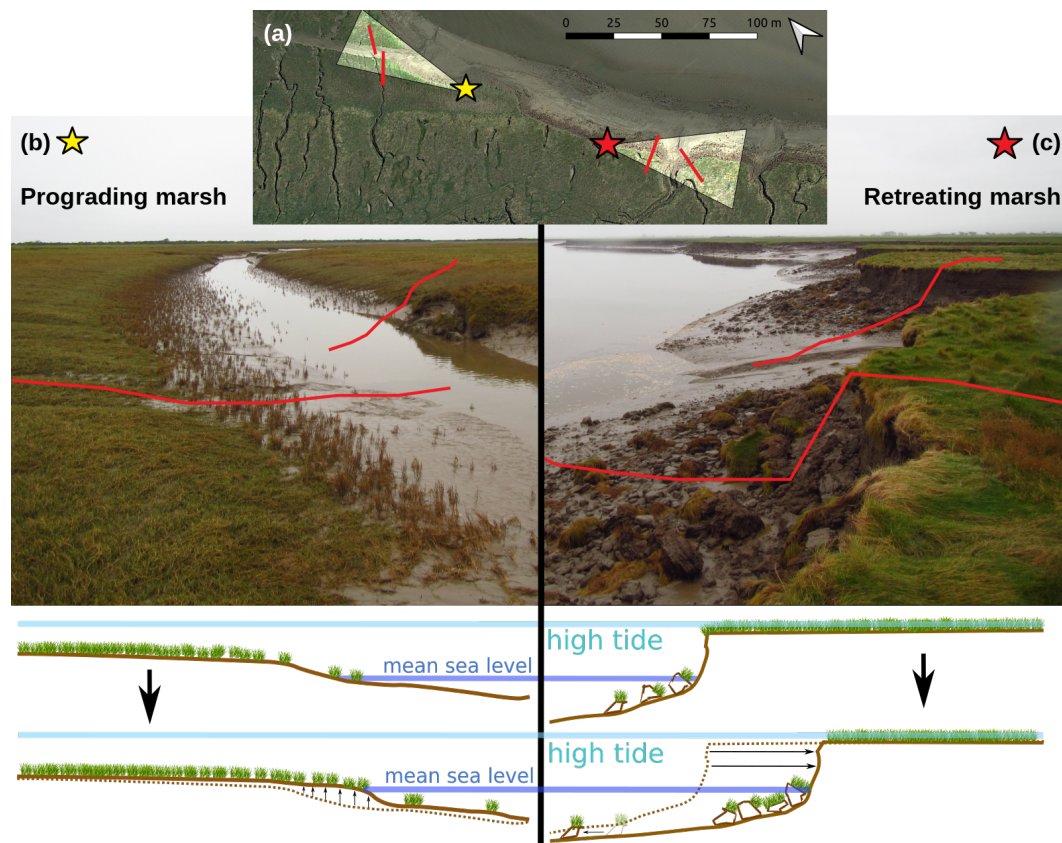 (a)
0 25 50 75 100 m
(b)
(c)
Prograding marsh
Retreating marsh
high tide
mean sea level
high tide
mean sea level